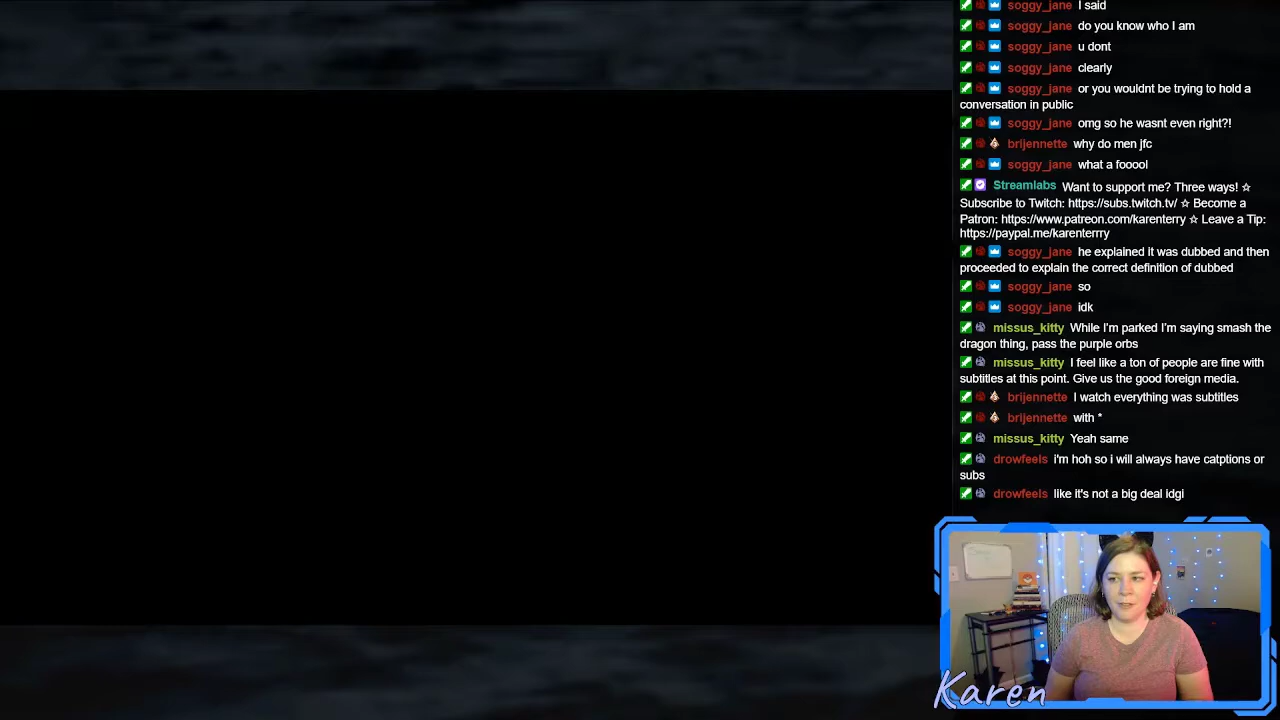 soggy_jane I said
soggy_jane do you know who I am
soggy_jane u dont
soggy_jane clearly
soggy_jane or you wouldnt be trying to hold a
conversation in public
soggy_jane omg so he wasnt even right?!
brijennette why do men jfc
soggy_jane what a fooool
Streamlabs Want to support me? Three ways! ☆
Subscribe to Twitch: https://subs.twitch.tv/ ☆ Become a
Patron: https://www.patreon.com/karenterry ☆ Leave a Tip:
https://paypal.me/karenterrry
soggy_jane he explained it was dubbed and then
proceeded to explain the correct definition of dubbed
soggy_jane so
soggy_jane idk
missus_kitty While I'm parked I'm saying smash the
dragon thing, pass the purple orbs
missus_kitty I feel like a ton of people are fine with
subtitles at this point. Give us the good foreign media.
brijennette I watch everything was subtitles
brijennette with *
missus_kitty Yeah same
drowfeels i'm hoh so i will always have catptions or
subs
drowfeels like it's not a big deal idgi
Karen